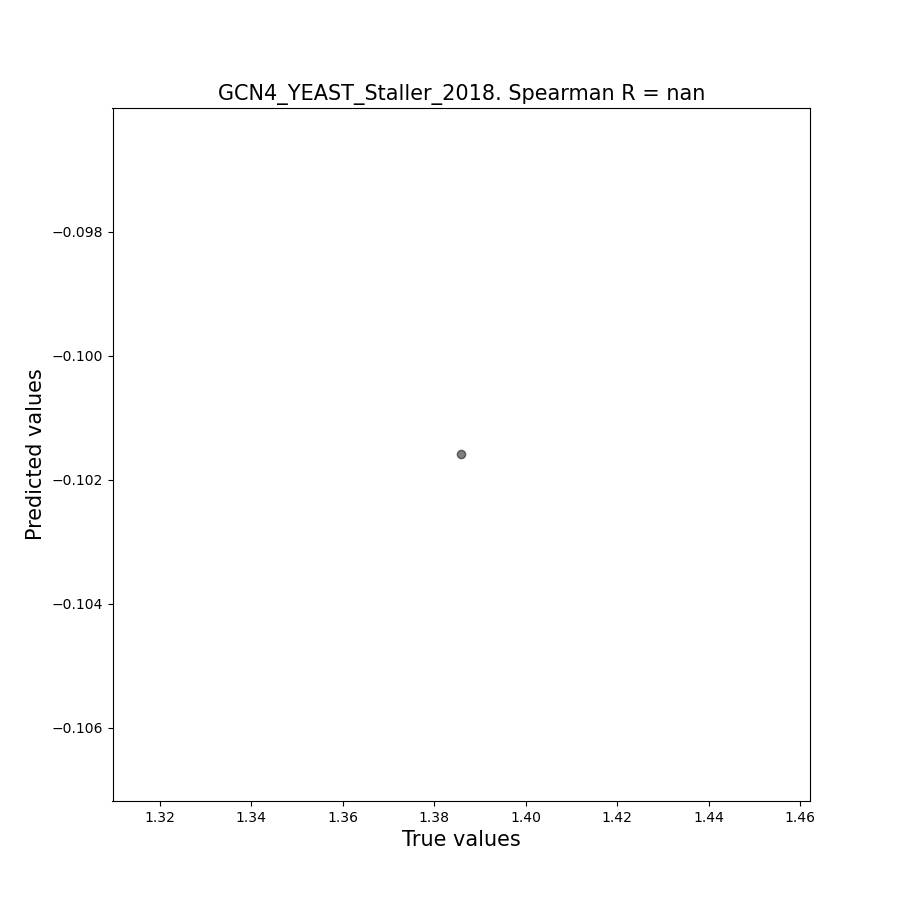 GCN4_YEAST_Staller_2018. Spearman R = nan
−0.098
−0.100
−0.102
−0.104
−0.106
Predicted values
1.32 1.34 1.36 1.38 1.40 1.42 1.44 1.46
True values